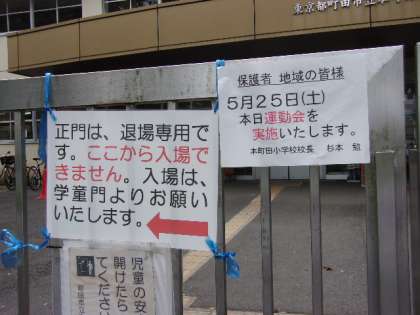 東京都町田市立本
保護者 地域の皆様
５月２５日(土)
本日運動会を
実施いたします。
本町田小学校校長 杉本
正門は、退場専用で
す。ここから入場で
きません。入場は、
学童門よりお願い
いたします。
児童の安
開けたら
てくださ